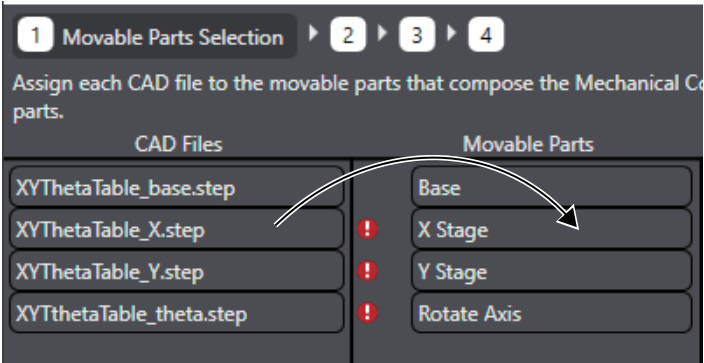 1 Movable Parts Selection 2 3 4
Assign each CAD file to the movable parts that compose the Mechanical Co
parts.
CAD Files Movable Parts
XYThetaTable_base.step Base
XYThetaTable_X.step ! X Stage
XYThetaTable_Y.step ! Y Stage
XYTthetaTable_theta.step ! Rotate Axis